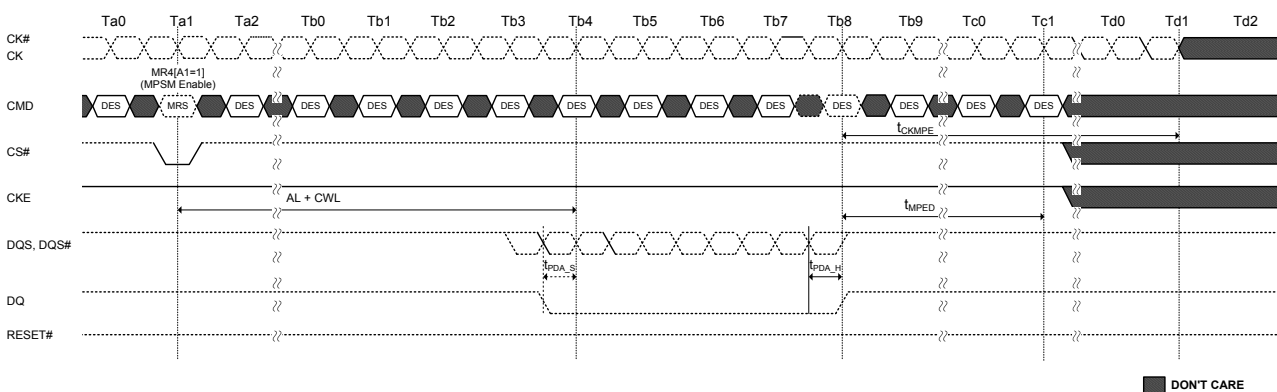 Ta0 Ta1 Ta2 Tb0 Tb1 Tb2 Tb3 Tb4 Tb5 Tb6 Tb7 Tb8 Tb9 Tc0 Tc1 Td0 Td1 Td2
CK#
CK
MR4[A1=1]
(MPSM Enable)
CMD DES MRS DES DES DES DES DES DES DES DES DES DES DES DES DES
tCKMPE
CS#
CKE
AL + CWL
tMPED
DQS, DQS#
tPDA_S tPDA_H
DQ
RESET#
DON'T CARE